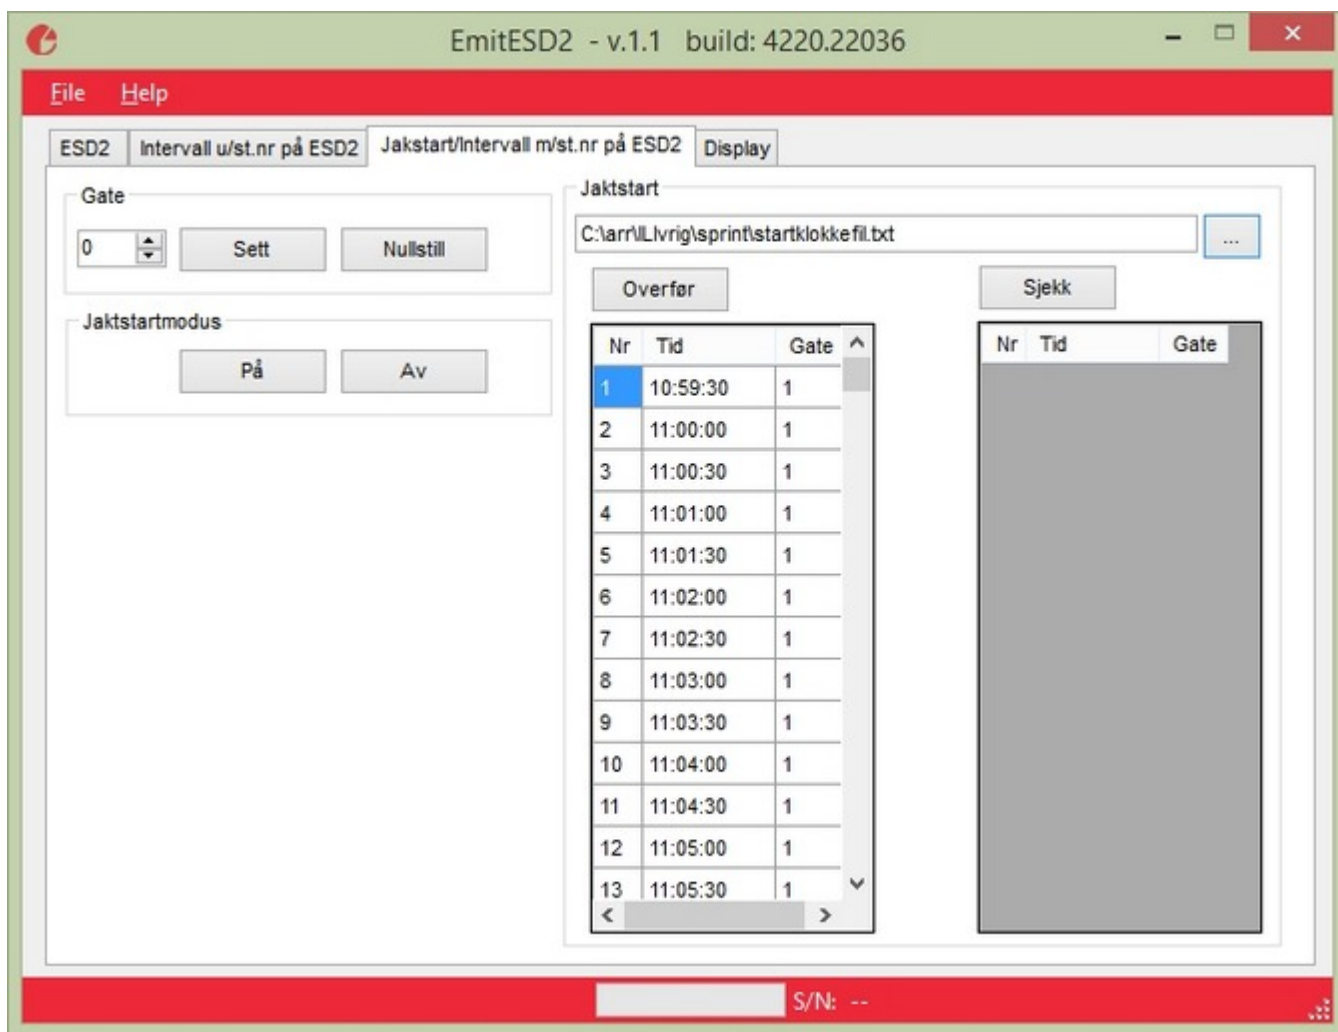 EmitESD2 - v.1.1 build: 4220.22036
File Help
ESD2 Intervall u/st.nr på ESD2 Jakstart/Intervall m/st.nr på ESD2 Display
Gate
0 Sett Nullstill
Jaktstartmodus
På Av
Jaktstart
C:\arr\ILIvrig\sprint\startklokkefil.txt ...
Overfør Sjekk
Nr Tid Gate
1 10:59:30 1
2 11:00:00 1
3 11:00:30 1
4 11:01:00 1
5 11:01:30 1
6 11:02:00 1
7 11:02:30 1
8 11:03:00 1
9 11:03:30 1
10 11:04:00 1
11 11:04:30 1
12 11:05:00 1
13 11:05:30 1
Nr Tid Gate
S/N: --